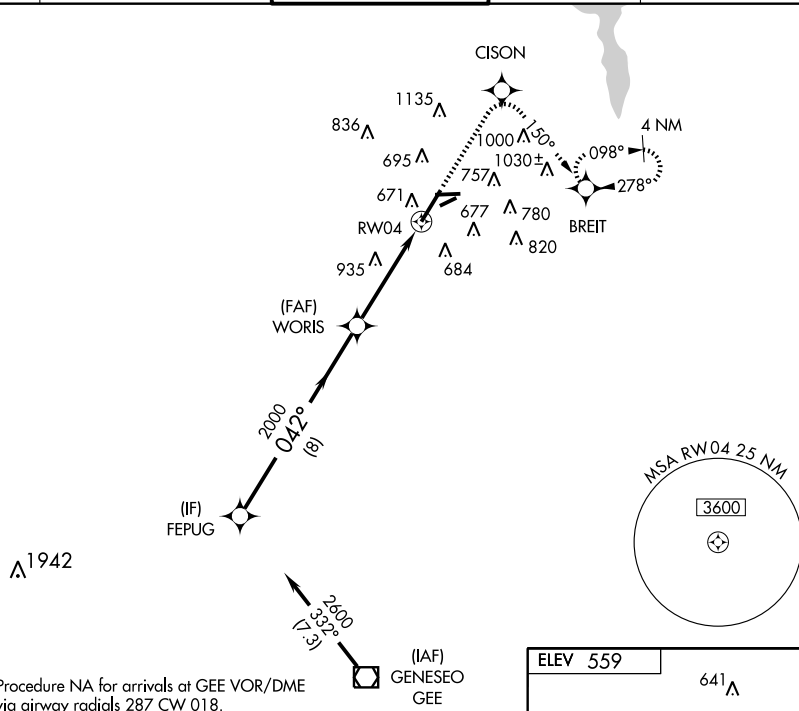 CISON
1135
4 NM
836
1000
150°
098°
695
1030±
757
278°
671
780
RW04
677
BREIT
820
935
684
(FAF)
WORIS
2000
042°
(8)
MSA RW04 25 NM
3600
(IF)
FEPUG
1942
2600
332°
(7.3)
(IAF)
GENESEO
GEE
ELEV 559
641
Procedure NA for arrivals at GEE VOR/DME
via airway radials 287 CW 018.